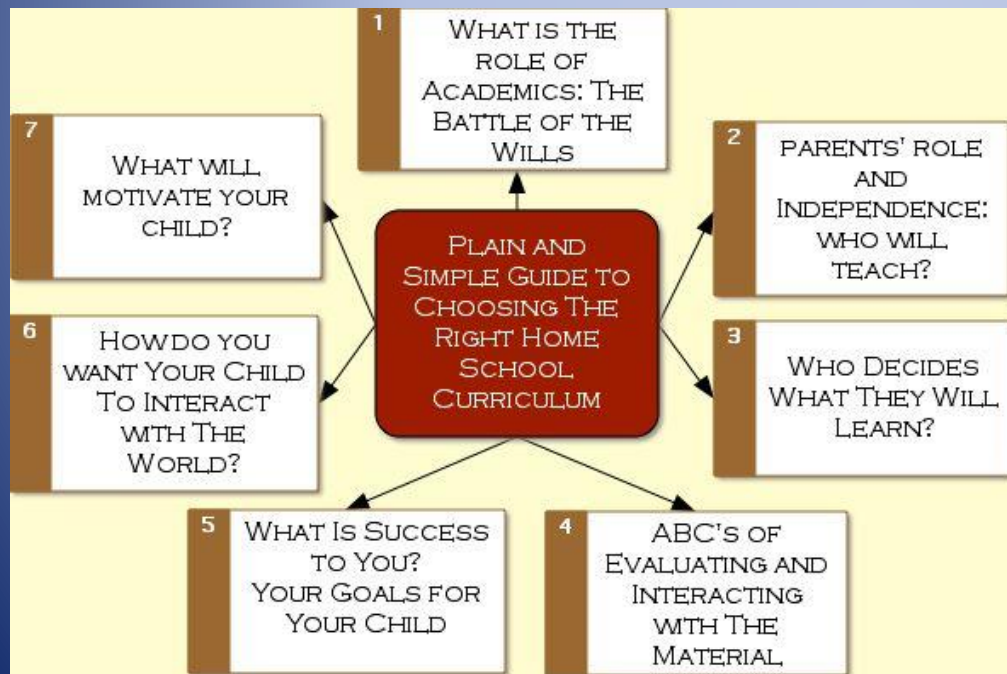 Plain and
Simple Guide to
Choosing The
Right Home
School
Curriculum
1
What is the
role of
Academics: The
Battle of the
Wills
2
parents' role
and
Independence:
who will
teach?
3
Who Decides
What They Will
Learn?
4
ABC's of
Evaluating and
Interacting
with The
Material
5
What Is Success
to You?
Your Goals for
Your Child
6
How do you
want Your Child
To Interact
with The
World?
7
What will
motivate your
child?